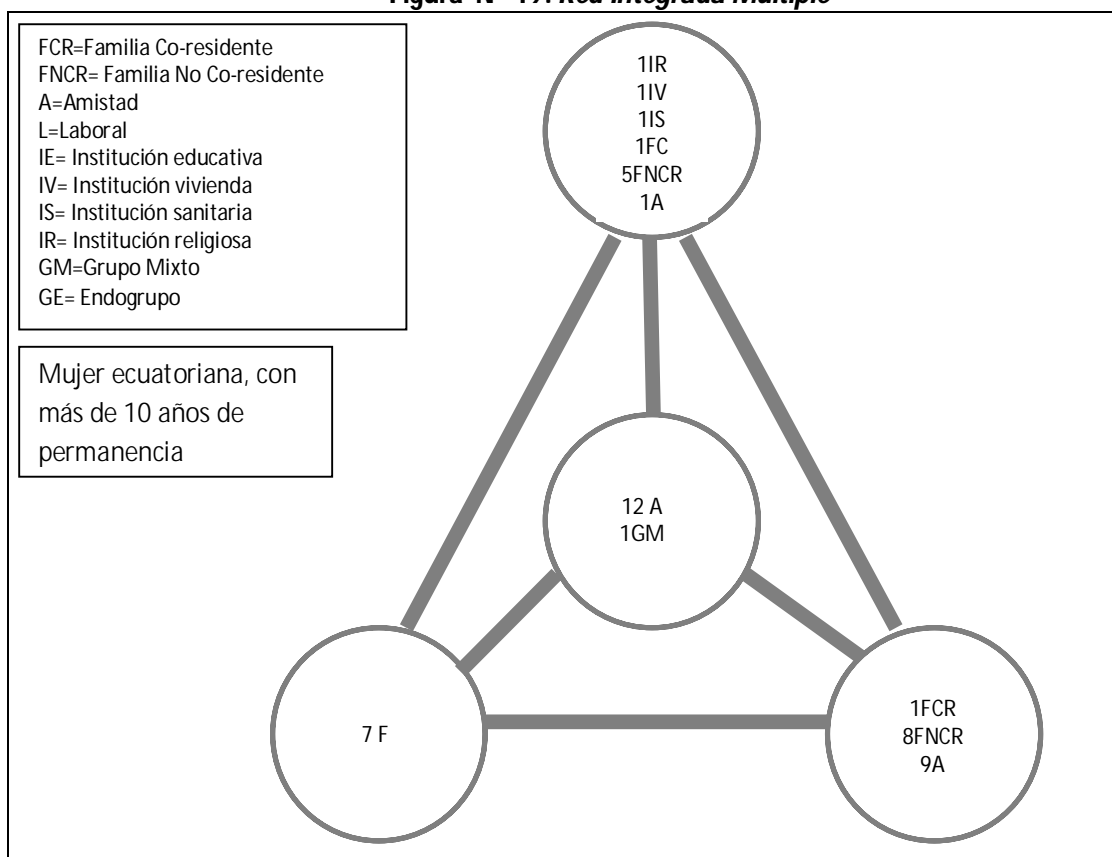 Figura Nº 19. Red Integrada Múltiple
FCR=Familia Co-residente
FNCR= Familia No Co-residente
A=Amistad
L=Laboral
IE= Institución educativa
IV= Institución vivienda
IS= Institución sanitaria
IR= Institución religiosa
GM=Grupo Mixto
GE= Endogrupo
Mujer ecuatoriana, con
más de 10 años de
permanencia
1IR
1IV
1IS
1FC
5FNCR
1A
12 A
1GM
7 F
1FCR
8FNCR
9A